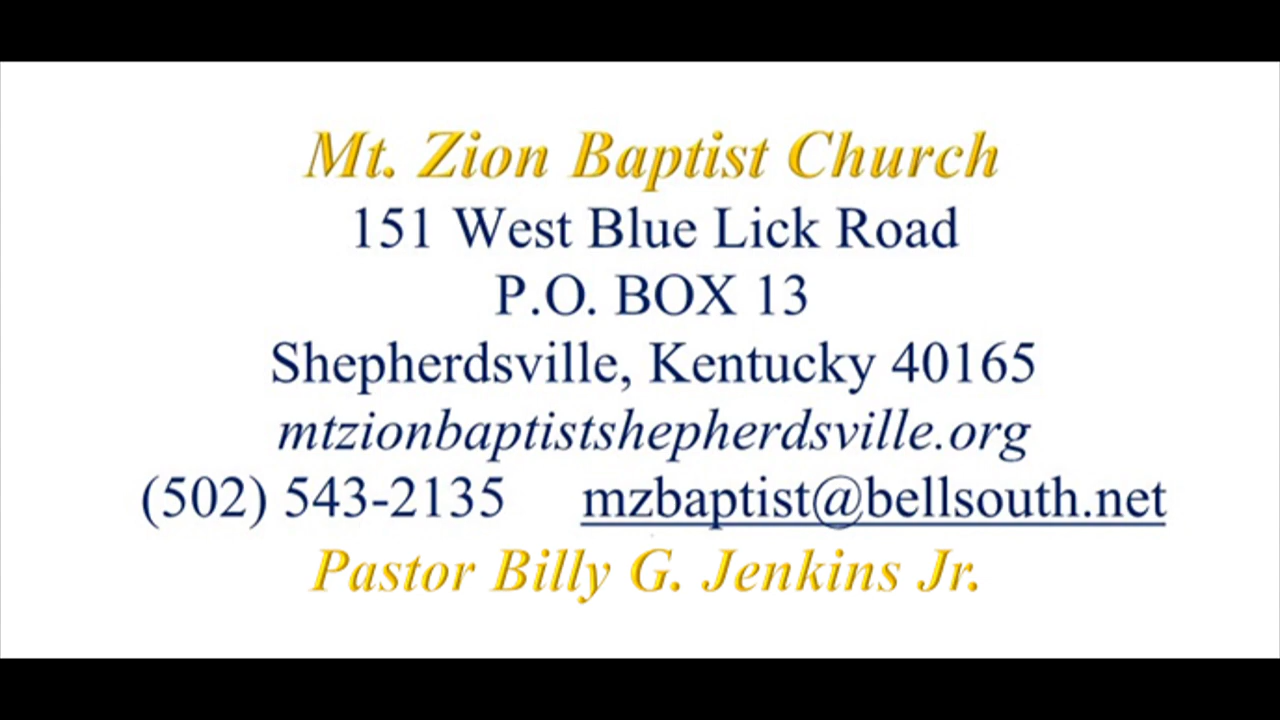 Mt. Zion Baptist Church
151 West Blue Lick Road
P.O. BOX 13
Shepherdsville, Kentucky 40165
mtzionbaptistshepherdsville.org
(502) 543-2135 mzbaptist@bellsouth.net
Pastor Billy G. Jenkins Jr.